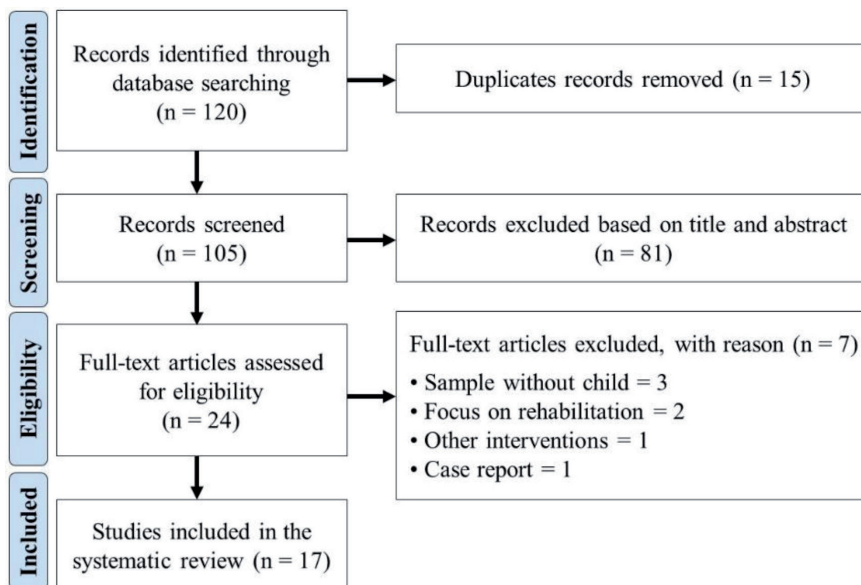 Identification
Records identified through
database searching
(n = 120)
Duplicates records removed (n = 15)
Screening
Records screened
(n = 105)
Records excluded based on title and abstract
(n = 81)
Eligibility
Full-text articles assessed
for eligibility
(n = 24)
Full-text articles excluded, with reason (n = 7)
• Sample without child = 3
• Focus on rehabilitation = 2
• Other interventions = 1
• Case report = 1
Included
Studies included in the
systematic review (n = 17)